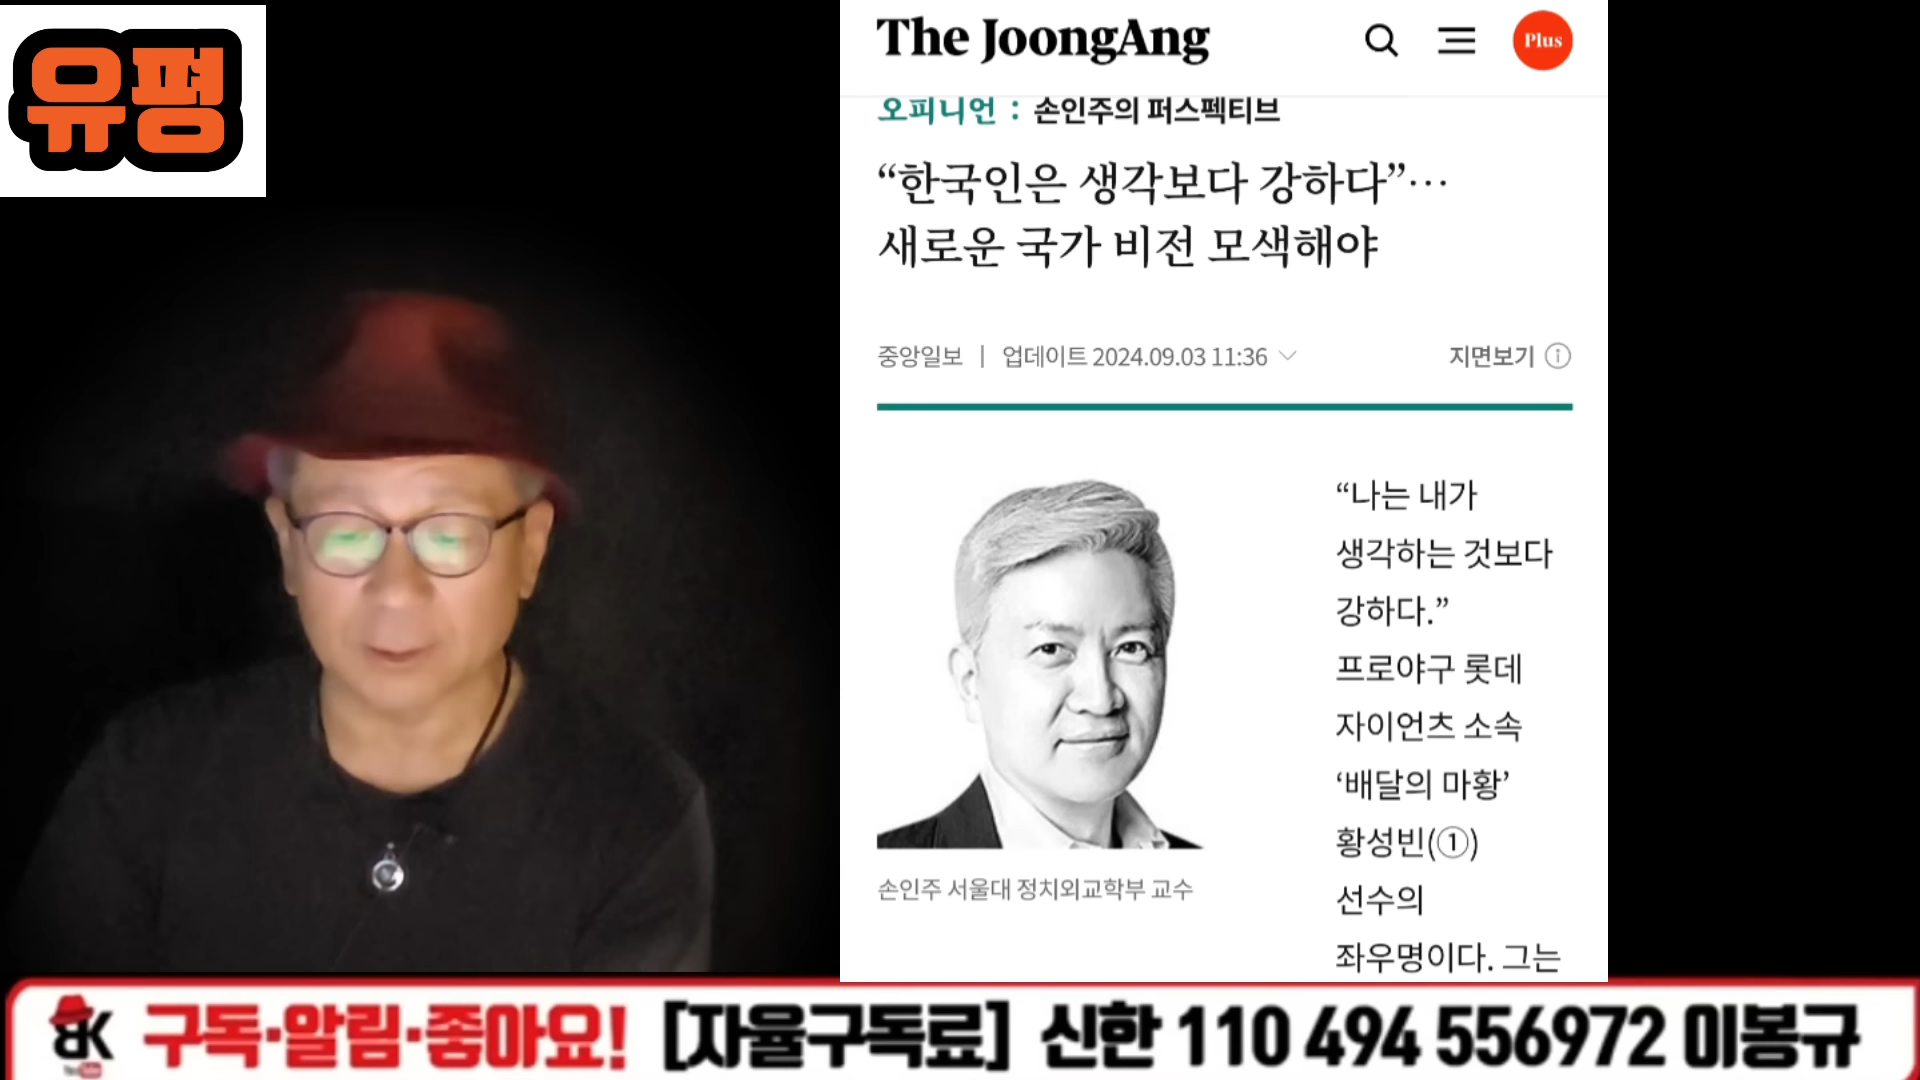 유평
The JoongAng
Plus
오피니언 : 손인주의 퍼스펙티브
“한국인은 생각보다 강하다”…
새로운 국가 비전 모색해야
중앙일보 | 업데이트 2024.09.03 11:36
지면보기
“나는 내가
생각하는 것보다
강하다.”
프로야구 롯데
자이언츠 소속
‘배달의 마황’
황성빈(①)
선수의
좌우명이다. 그는
손인주 서울대 정치외교학부 교수
BK
구독·알림·좋아요! [자율구독료] 신한 110 494 556972 이봉규